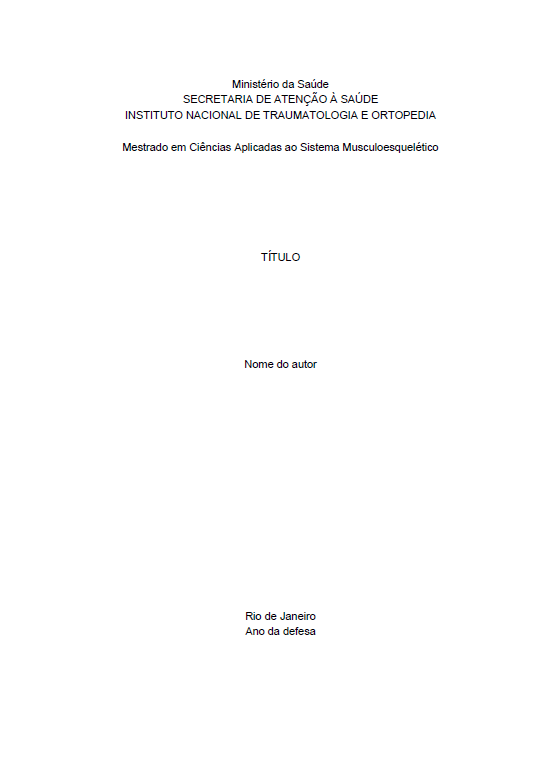 Ministério da Saúde
SECRETARIA DE ATENÇÃO À SAÚDE
INSTITUTO NACIONAL DE TRAUMATOLOGIA E ORTOPEDIA
Mestrado em Ciências Aplicadas ao Sistema Musculoesquelético
TÍTULO
Nome do autor
Rio de Janeiro
Ano da defesa